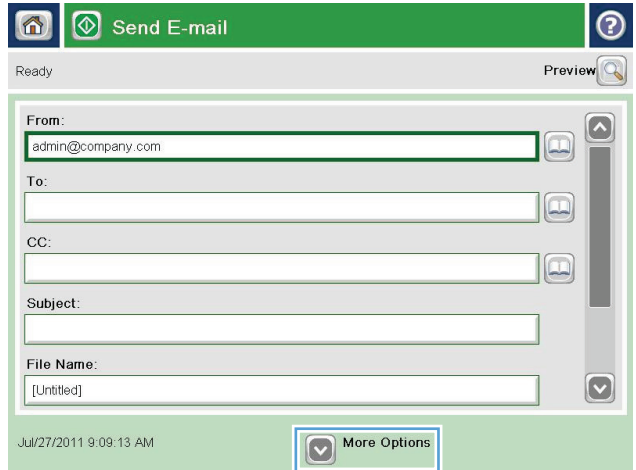 Send E-mail
Ready
Preview
From:
admin@company.com
To:
CC:
Subject:
File Name:
[Untitled]
Jul/27/2011 9:09:13 AM
More Options